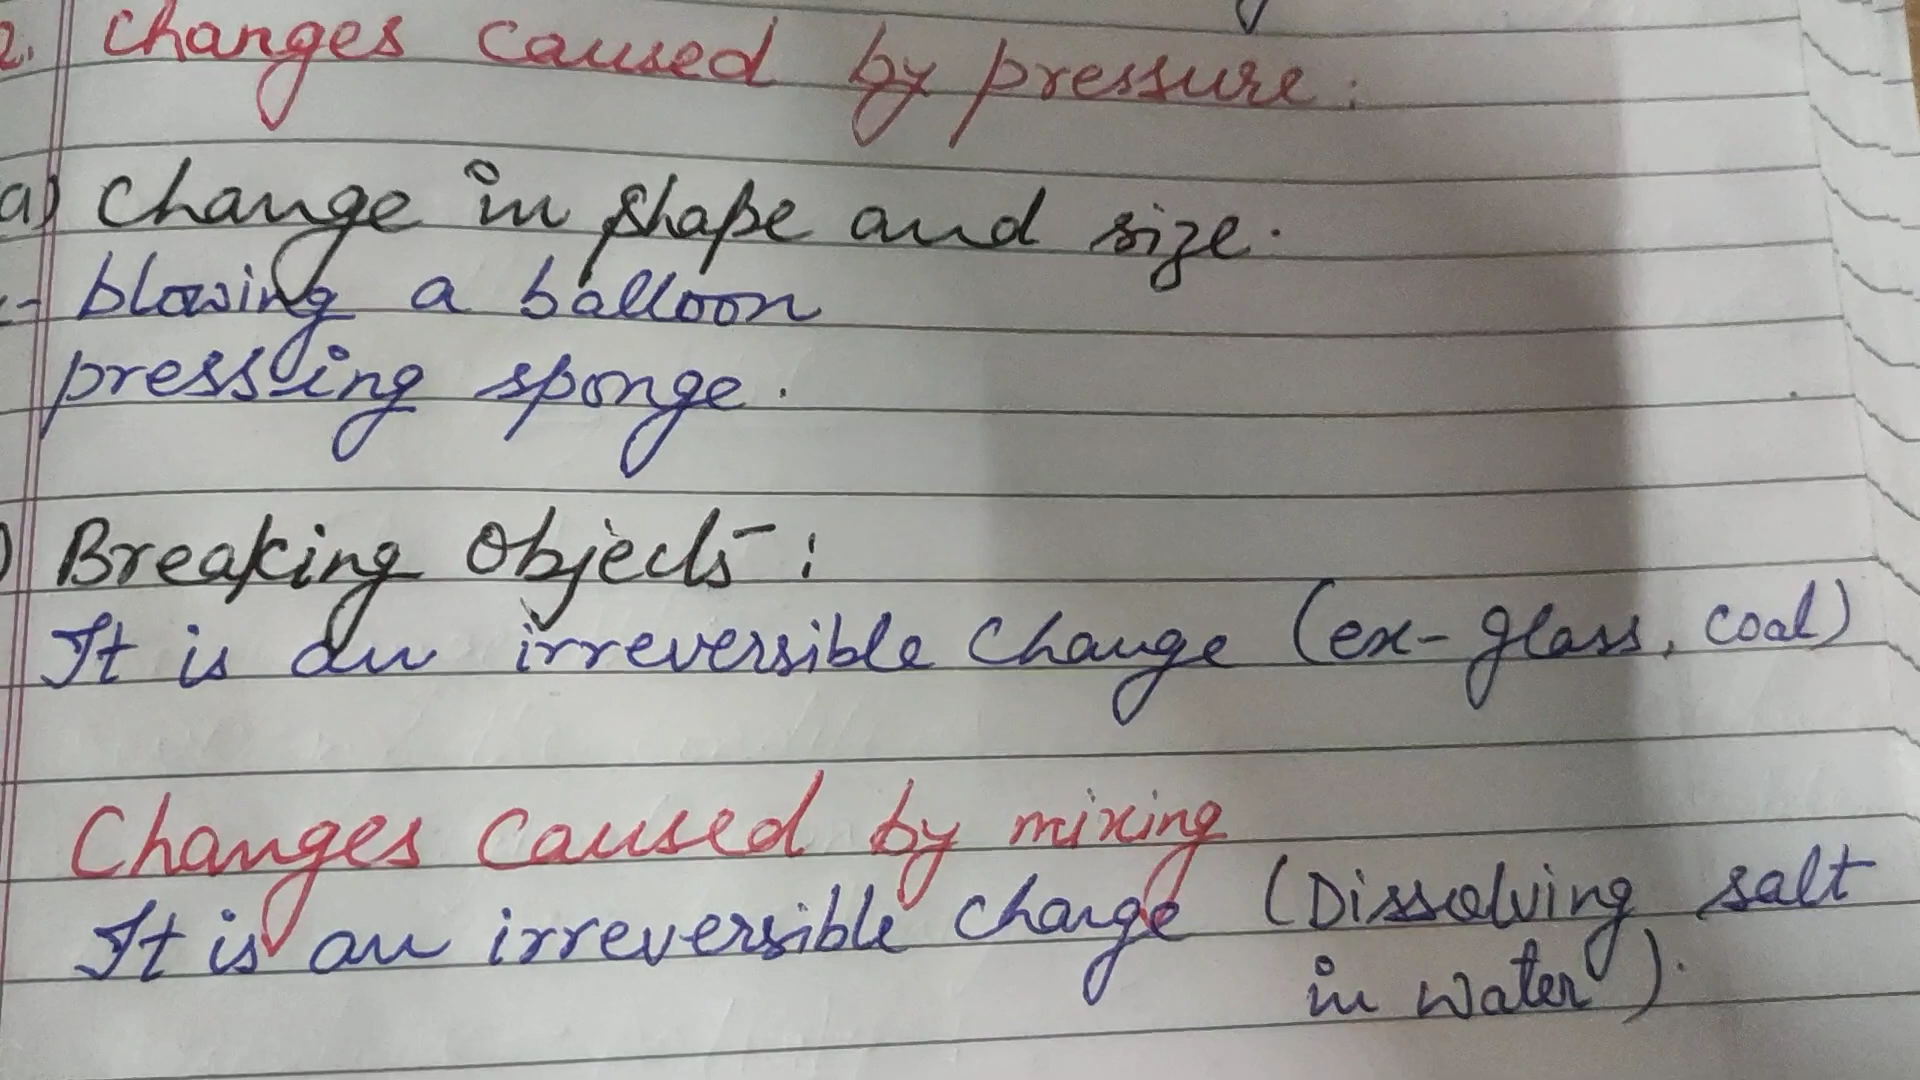 2. Changes caused by pressure:
a) Change in shape and size.
:- blowing a balloon
pressing sponge.
) Breaking Objects :
It is an irreversible change (ex- glass, coal)
Changes caused by mixing
It is an irreversible change (Dissolving salt
in water).